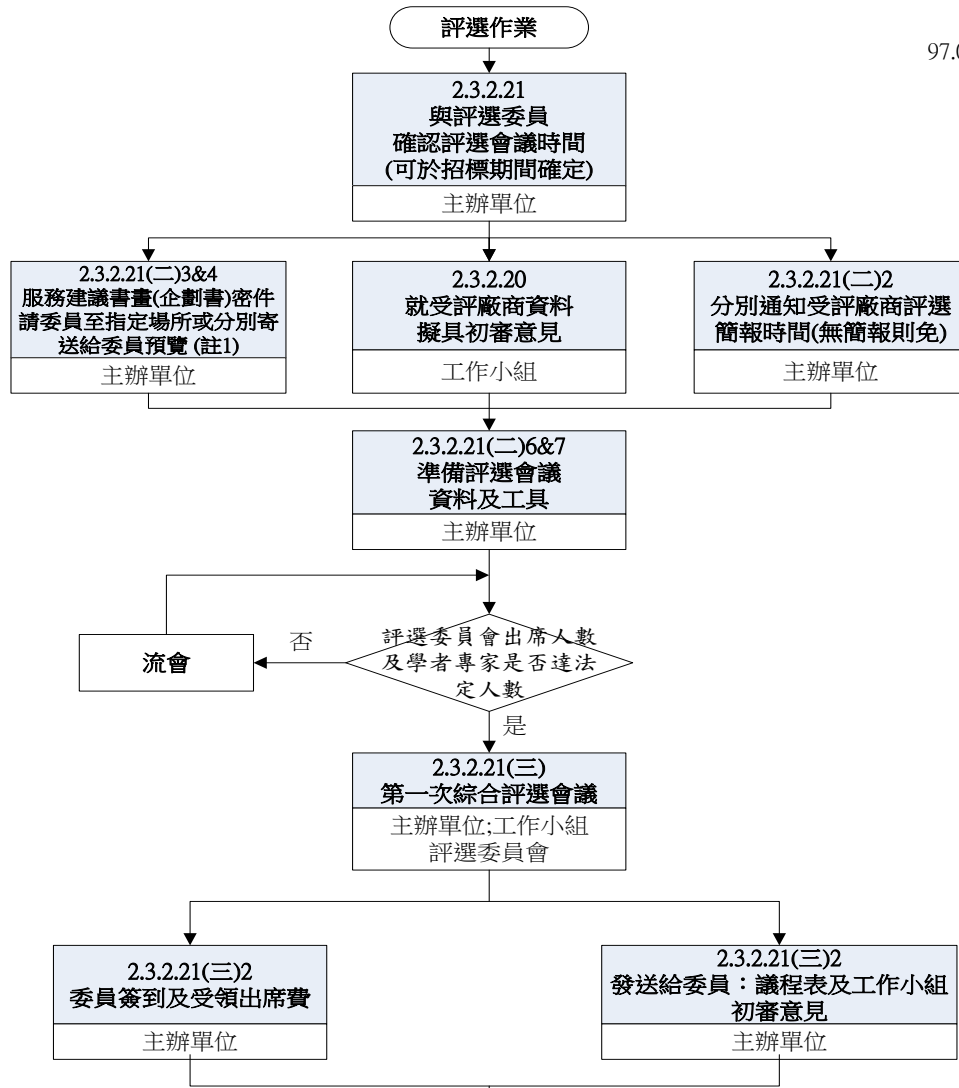 評選作業
97.0
2.3.2.21
與評選委員
確認評選會議時間
(可於招標期間確定)
主辦單位
2.3.2.21(二)3&4
服務建議書畫(企劃書)密件
請委員至指定場所或分別寄
送給委員預覽 (註1)
主辦單位
2.3.2.20
就受評廠商資料
擬具初審意見
工作小組
2.3.2.21(二)2
分別通知受評廠商評選
簡報時間(無簡報則免)
主辦單位
2.3.2.21(二)6&7
準備評選會議
資料及工具
主辦單位
流會
否
評選委員會出席人數
及學者專家是否達法
定人數
是
2.3.2.21(三)
第一次綜合評選會議
主辦單位;工作小組
評選委員會
2.3.2.21(三)2
委員簽到及受領出席費
主辦單位
2.3.2.21(三)2
發送給委員：議程表及工作小組
初審意見
主辦單位